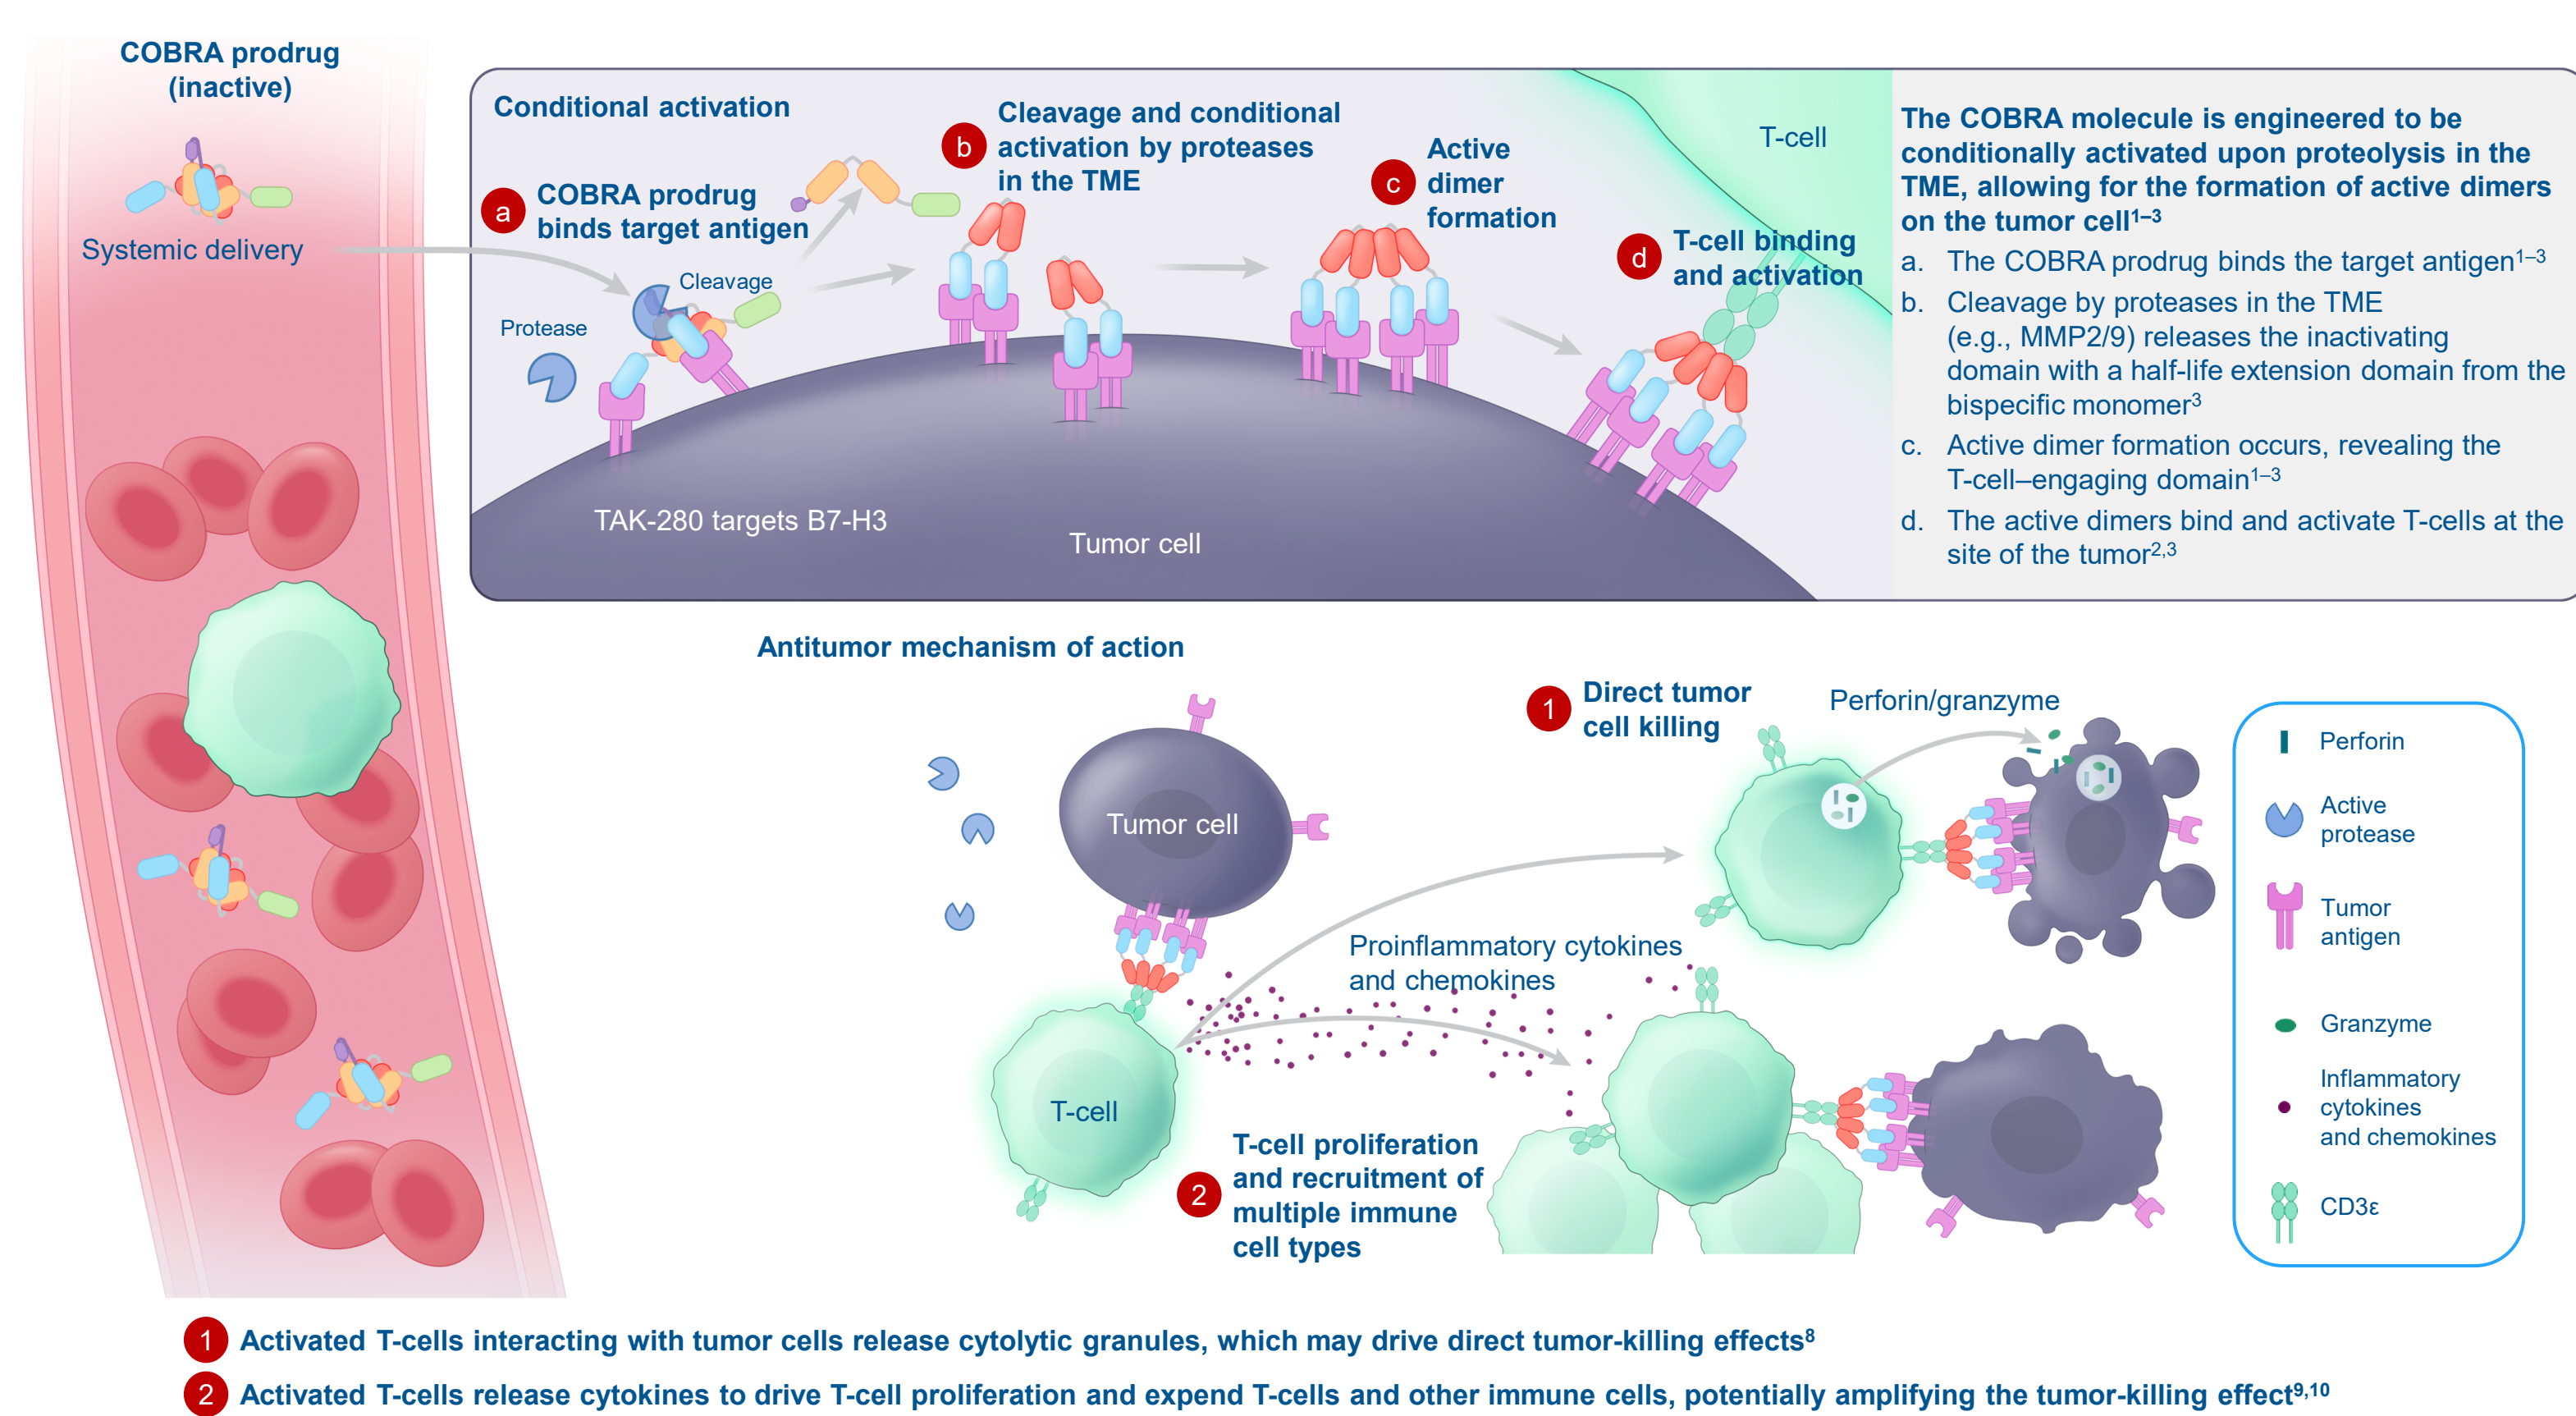 COBRA prodrug
(inactive)
Systemic delivery
Conditional activation
a
COBRA prodrug
binds target antigen
Cleavage
Protease
b
Cleavage and conditional
activation by proteases
in the TME
c
Active
dimer
formation
T-cell
d
T-cell binding
and activation
TAK-280 targets B7-H3
Tumor cell
The COBRA molecule is engineered to be
conditionally activated upon proteolysis in the
TME, allowing for the formation of active dimers
on the tumor cell¹⁻³
a. The COBRA prodrug binds the target antigen¹⁻³
b. Cleavage by proteases in the TME
(e.g., MMP2/9) releases the inactivating
domain with a half-life extension domain from the
bispecific monomer³
c. Active dimer formation occurs, revealing the
T-cell–engaging domain¹⁻³
d. The active dimers bind and activate T-cells at the
site of the tumor²,³
Antitumor mechanism of action
Tumor cell
T-cell
1
Direct tumor
cell killing
Perforin/granzyme
Proinflammatory cytokines
and chemokines
2
T-cell proliferation
and recruitment of
multiple immune
cell types
Perforin
Active
protease
Tumor
antigen
Granzyme
Inflammatory
cytokines
and chemokines
CD3ε
1 Activated T-cells interacting with tumor cells release cytolytic granules, which may drive direct tumor-killing effects⁸
2 Activated T-cells release cytokines to drive T-cell proliferation and expend T-cells and other immune cells, potentially amplifying the tumor-killing effect⁹,¹⁰